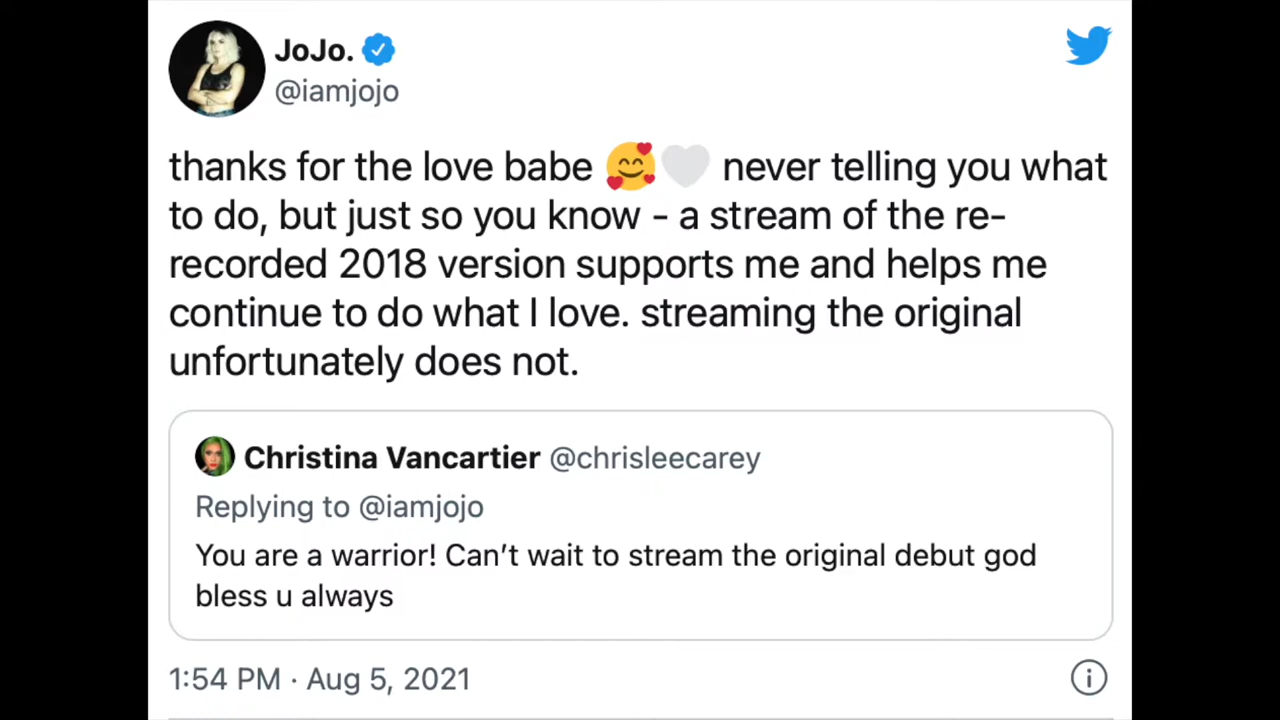 JoJo.
@iamjojo
thanks for the love babe 🥰🤍 never telling you what
to do, but just so you know - a stream of the re-
recorded 2018 version supports me and helps me
continue to do what I love. streaming the original
unfortunately does not.
Christina Vancartier @chrisleecarey
Replying to @iamjojo
You are a warrior! Can’t wait to stream the original debut god
bless u always
1:54 PM · Aug 5, 2021